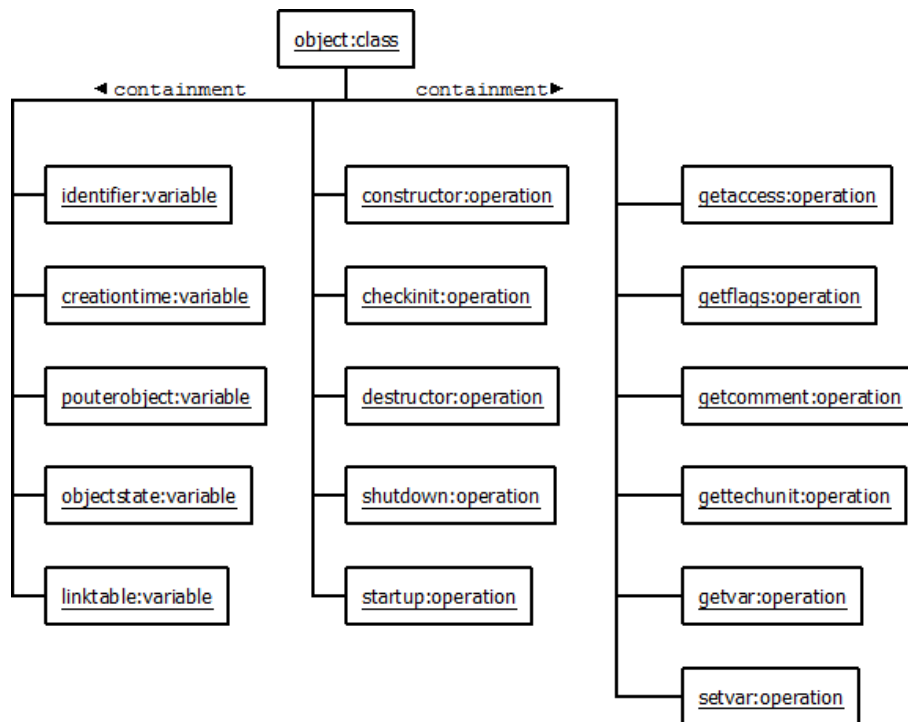 object:class
◄ containment
containment►
identifier:variable
constructor:operation
getaccess:operation
creationtime:variable
checkinit:operation
getflags:operation
pouterobject:variable
destructor:operation
getcomment:operation
objectstate:variable
shutdown:operation
gettechunit:operation
linktable:variable
startup:operation
getvar:operation
setvar:operation